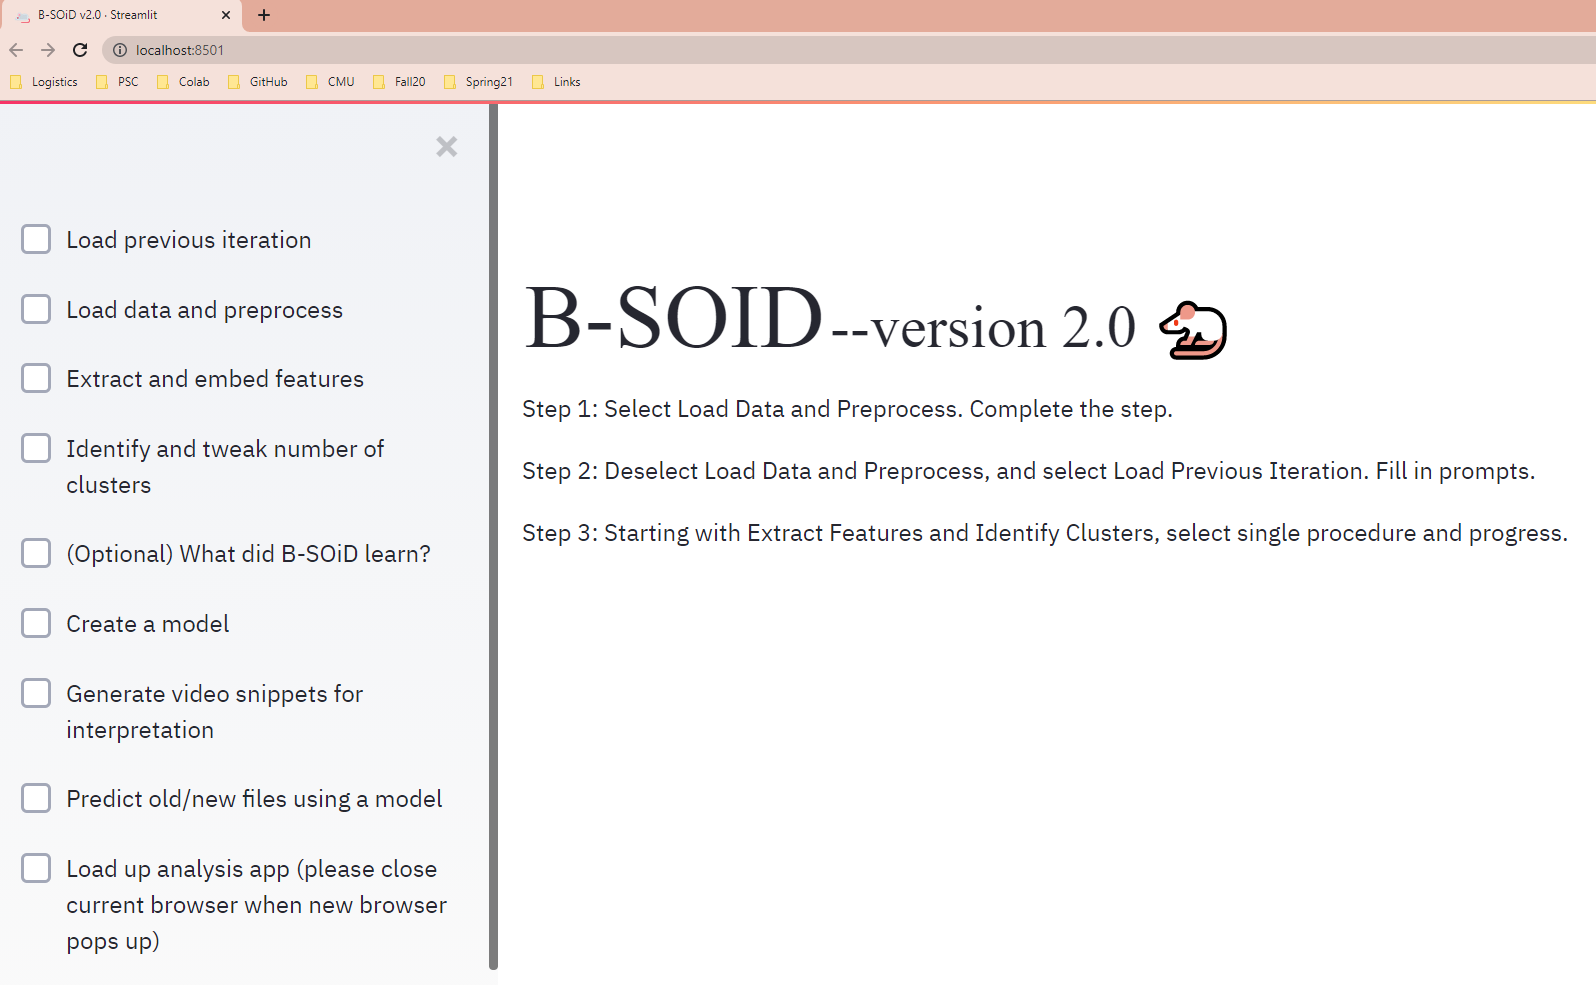 B-SOiD v2.0 · Streamlit
localhost:8501
Logistics PSC Colab GitHub CMU Fall20 Spring21 Links
Load previous iteration
Load data and preprocess
Extract and embed features
Identify and tweak number of
clusters
(Optional) What did B-SOiD learn?
Create a model
Generate video snippets for
interpretation
Predict old/new files using a model
Load up analysis app (please close
current browser when new browser
pops up)
B-SOID --version 2.0
Step 1: Select Load Data and Preprocess. Complete the step.
Step 2: Deselect Load Data and Preprocess, and select Load Previous Iteration. Fill in prompts.
Step 3: Starting with Extract Features and Identify Clusters, select single procedure and progress.